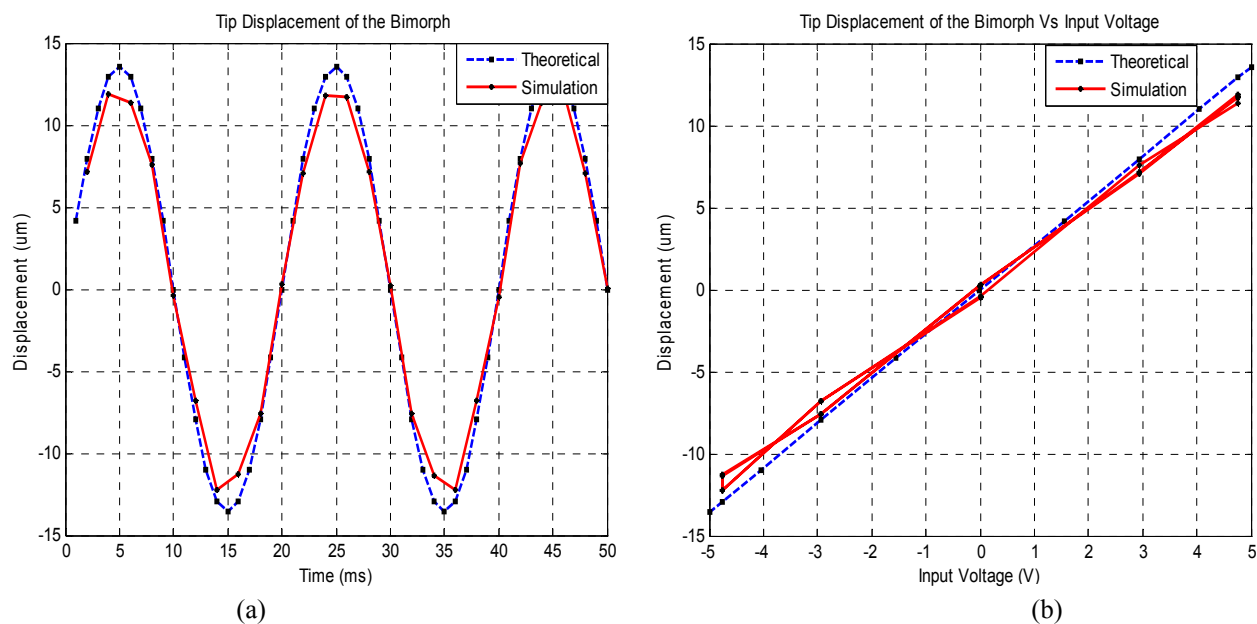 Tip Displacement of the Bimorph
15
10
5
0
-5
-10
-15
Displacement (um)
Theoretical
Simulation
0 5 10 15 20 25 30 35 40 45 50
Time (ms)
(a)
Tip Displacement of the Bimorph Vs Input Voltage
15
10
5
0
-5
-10
-15
Displacement (um)
Theoretical
Simulation
-5 -4 -3 -2 -1 0 1 2 3 4 5
Input Voltage (V)
(b)